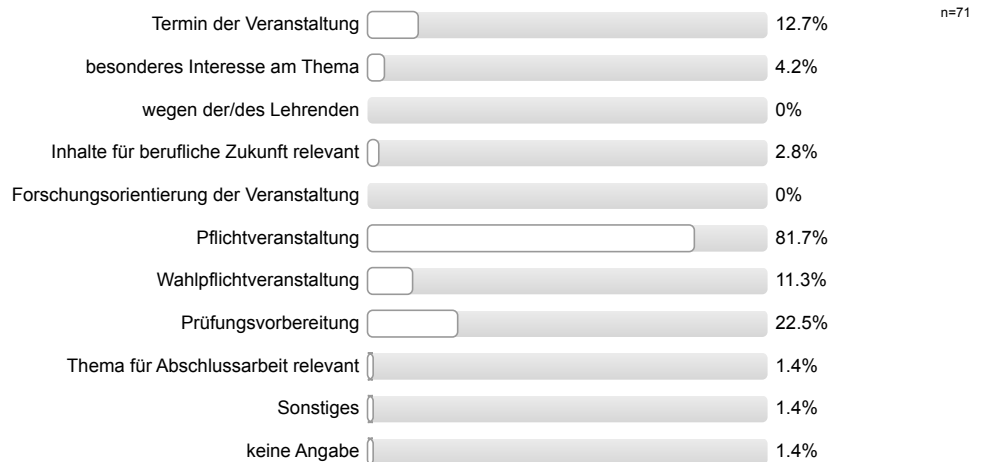 n=71
Termin der Veranstaltung 12.7%
besonderes Interesse am Thema 4.2%
wegen der/des Lehrenden 0%
Inhalte für berufliche Zukunft relevant 2.8%
Forschungsorientierung der Veranstaltung 0%
Pflichtveranstaltung 81.7%
Wahlpflichtveranstaltung 11.3%
Prüfungsvorbereitung 22.5%
Thema für Abschlussarbeit relevant 1.4%
Sonstiges 1.4%
keine Angabe 1.4%